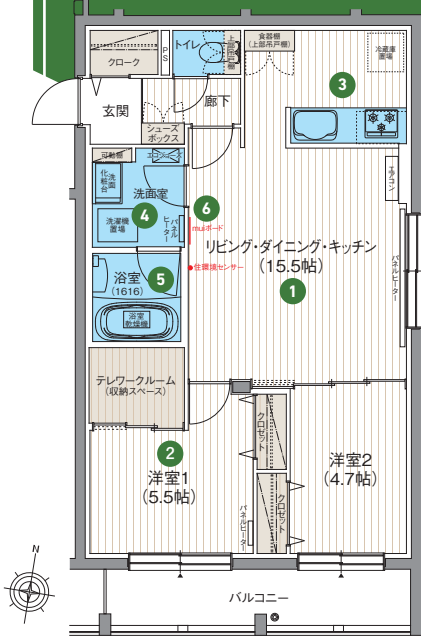 トイレ
上部吊戸棚
食器棚
(上部吊戸棚)
冷蔵庫
置場
クローク
PS
3
玄関
廊下
シューズ
ボックス
エアコン
可動棚
洗面
化粧台
洗面室
4
洗濯機
置場
パネル
ヒーター
6
muiボード
リビング・ダイニング・キッチン
(15.5帖)
1
パネルヒーター
住環境センサー
浴室
(1616)
5
浴室
乾燥機
テレワークルーム
(収納スペース)
2
洋室1
(5.5帖)
クロゼット
洋室2
(4.7帖)
クロゼット
パネルヒーター
N
バルコニー